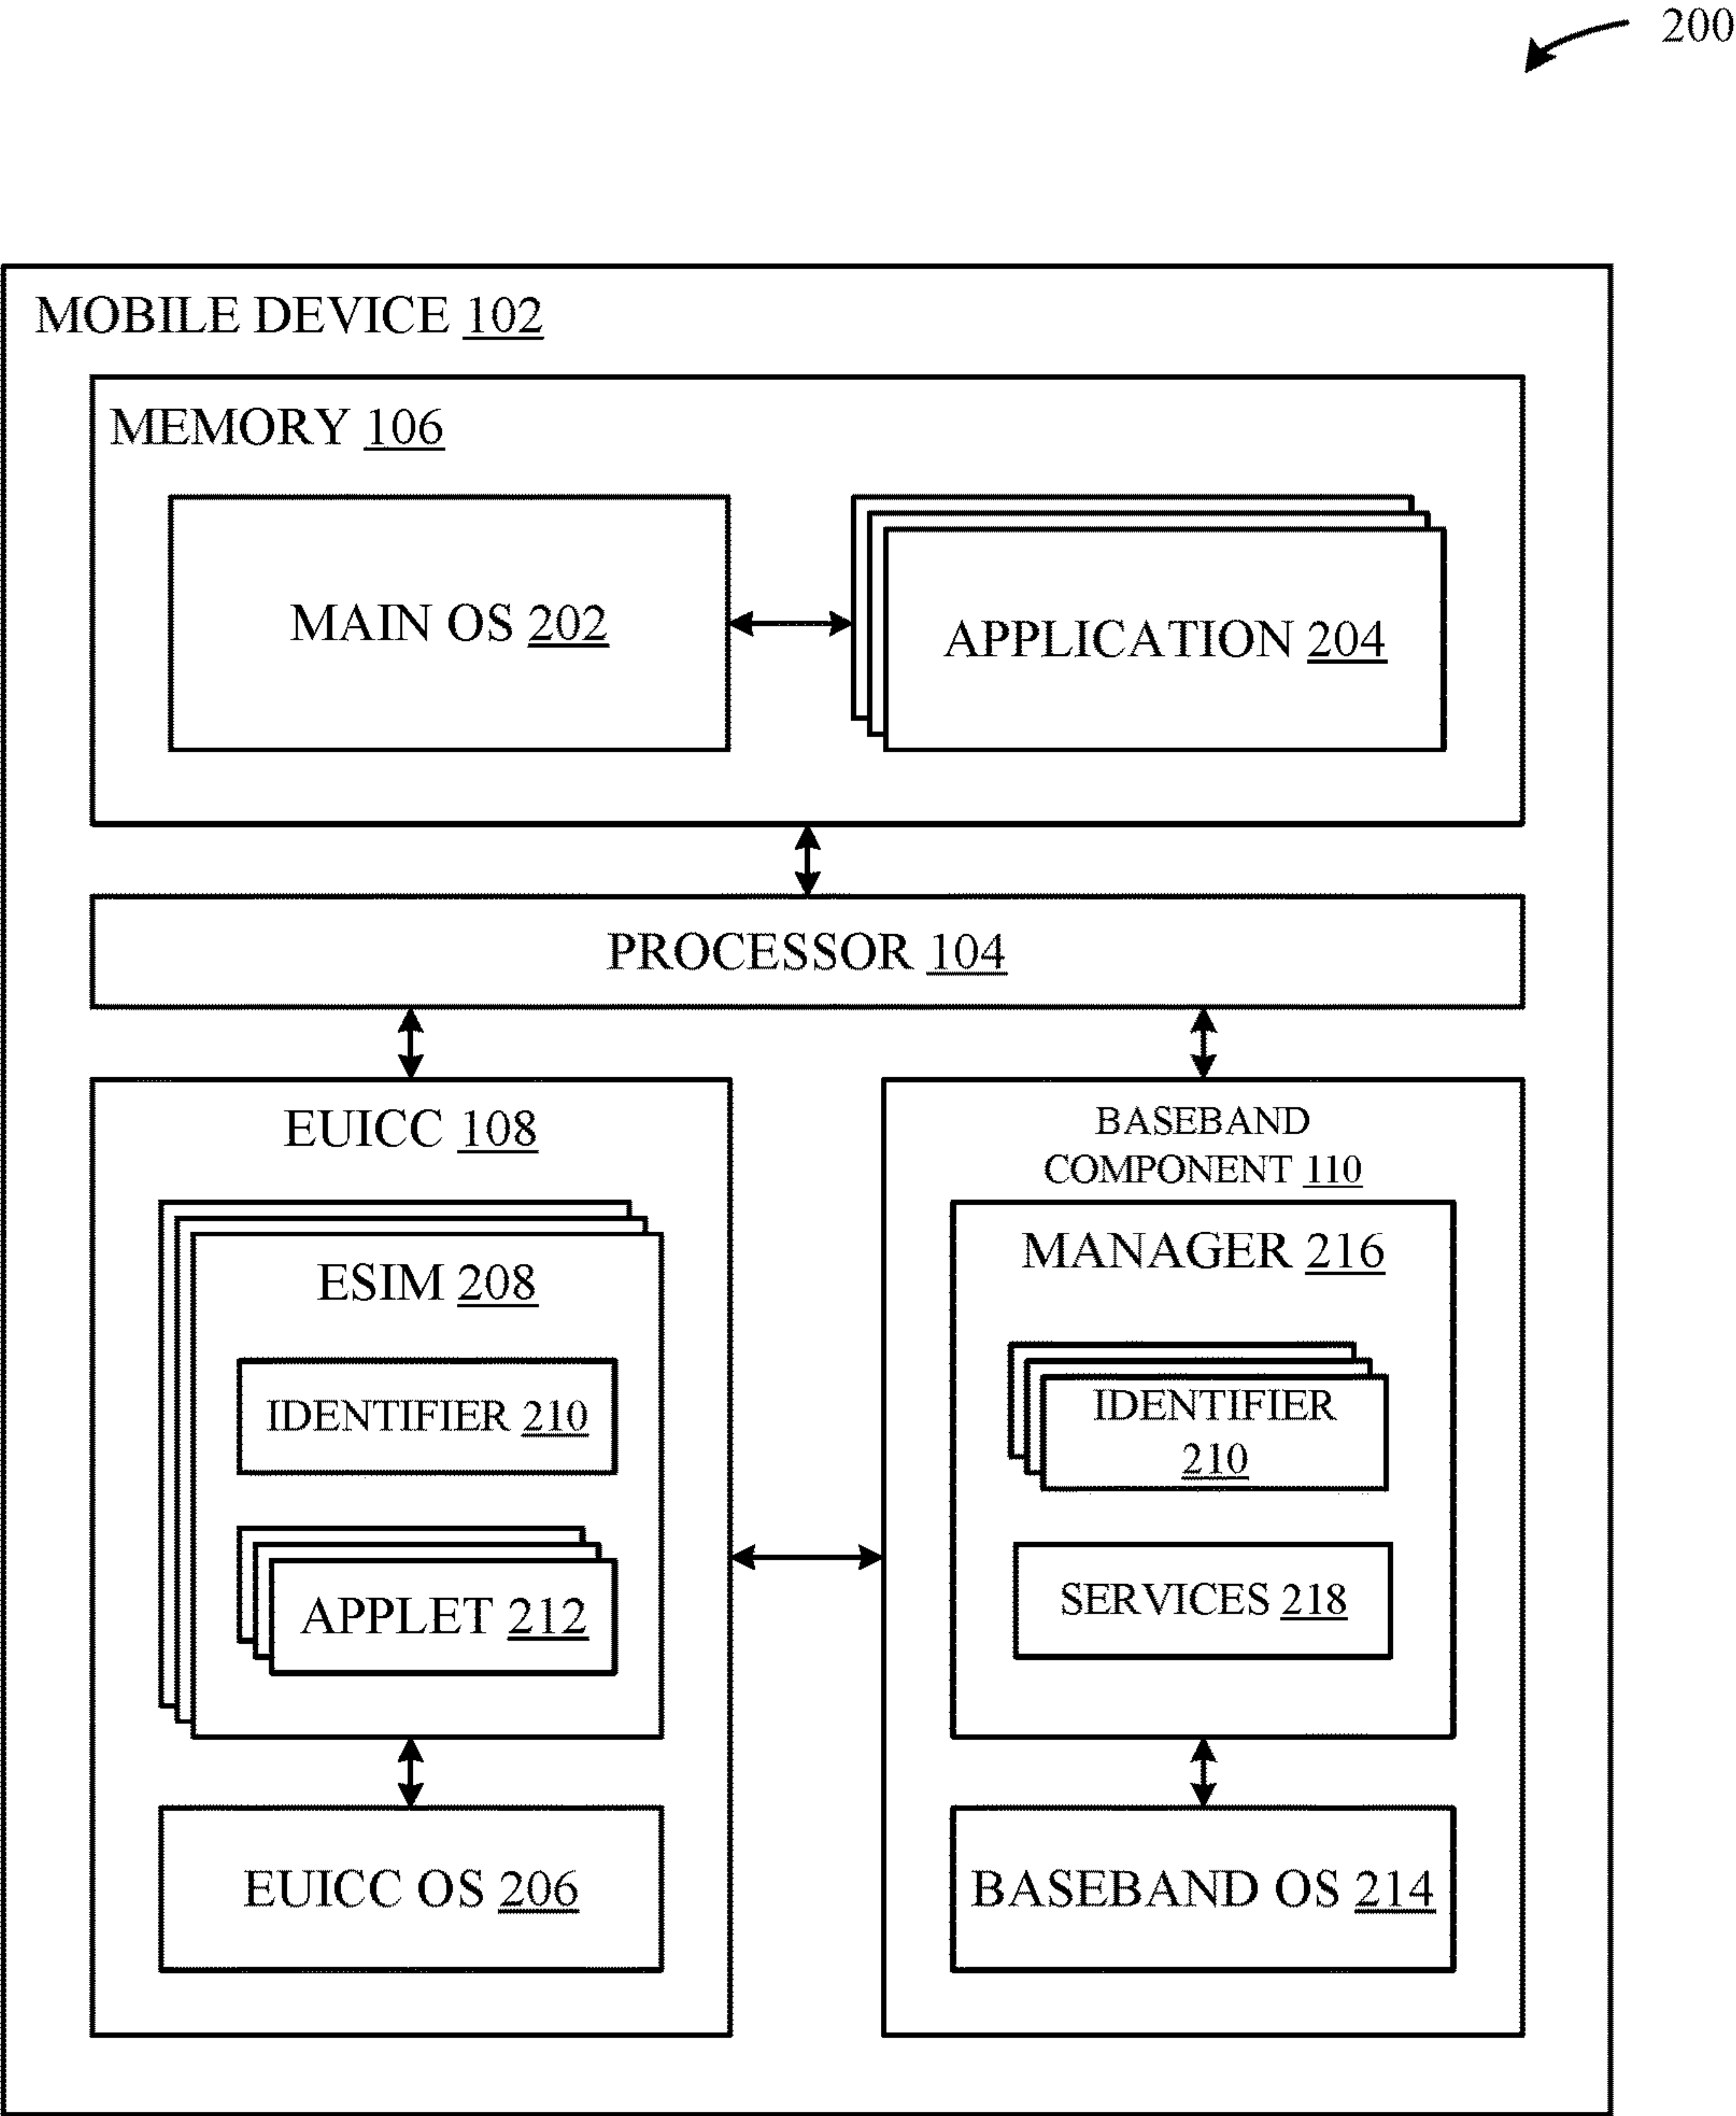 200
MOBILE DEVICE 102
MEMORY 106
MAIN OS 202
APPLICATION 204
PROCESSOR 104
EUICC 108
ESIM 208
IDENTIFIER 210
APPLET 212
EUICC OS 206
BASEBAND
COMPONENT 110
MANAGER 216
IDENTIFIER
210
SERVICES 218
BASEBAND OS 214